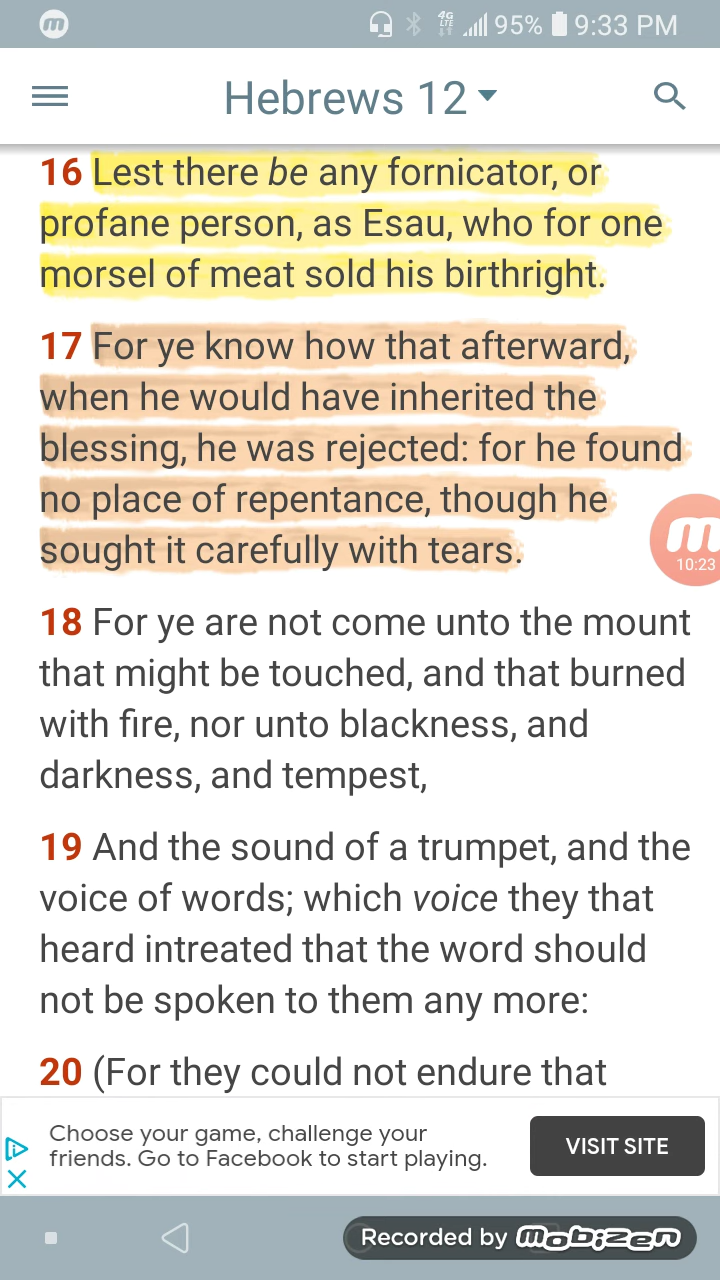 4G
LTE
95%
9:33 PM
Hebrews 12
16 Lest there be any fornicator, or
profane person, as Esau, who for one
morsel of meat sold his birthright.
17 For ye know how that afterward,
when he would have inherited the
blessing, he was rejected: for he found
no place of repentance, though he
sought it carefully with tears.
m
10:23
18 For ye are not come unto the mount
that might be touched, and that burned
with fire, nor unto blackness, and
darkness, and tempest,
19 And the sound of a trumpet, and the
voice of words; which voice they that
heard intreated that the word should
not be spoken to them any more:
20 (For they could not endure that
Choose your game, challenge your
friends. Go to Facebook to start playing.
VISIT SITE
Recorded by mobizen